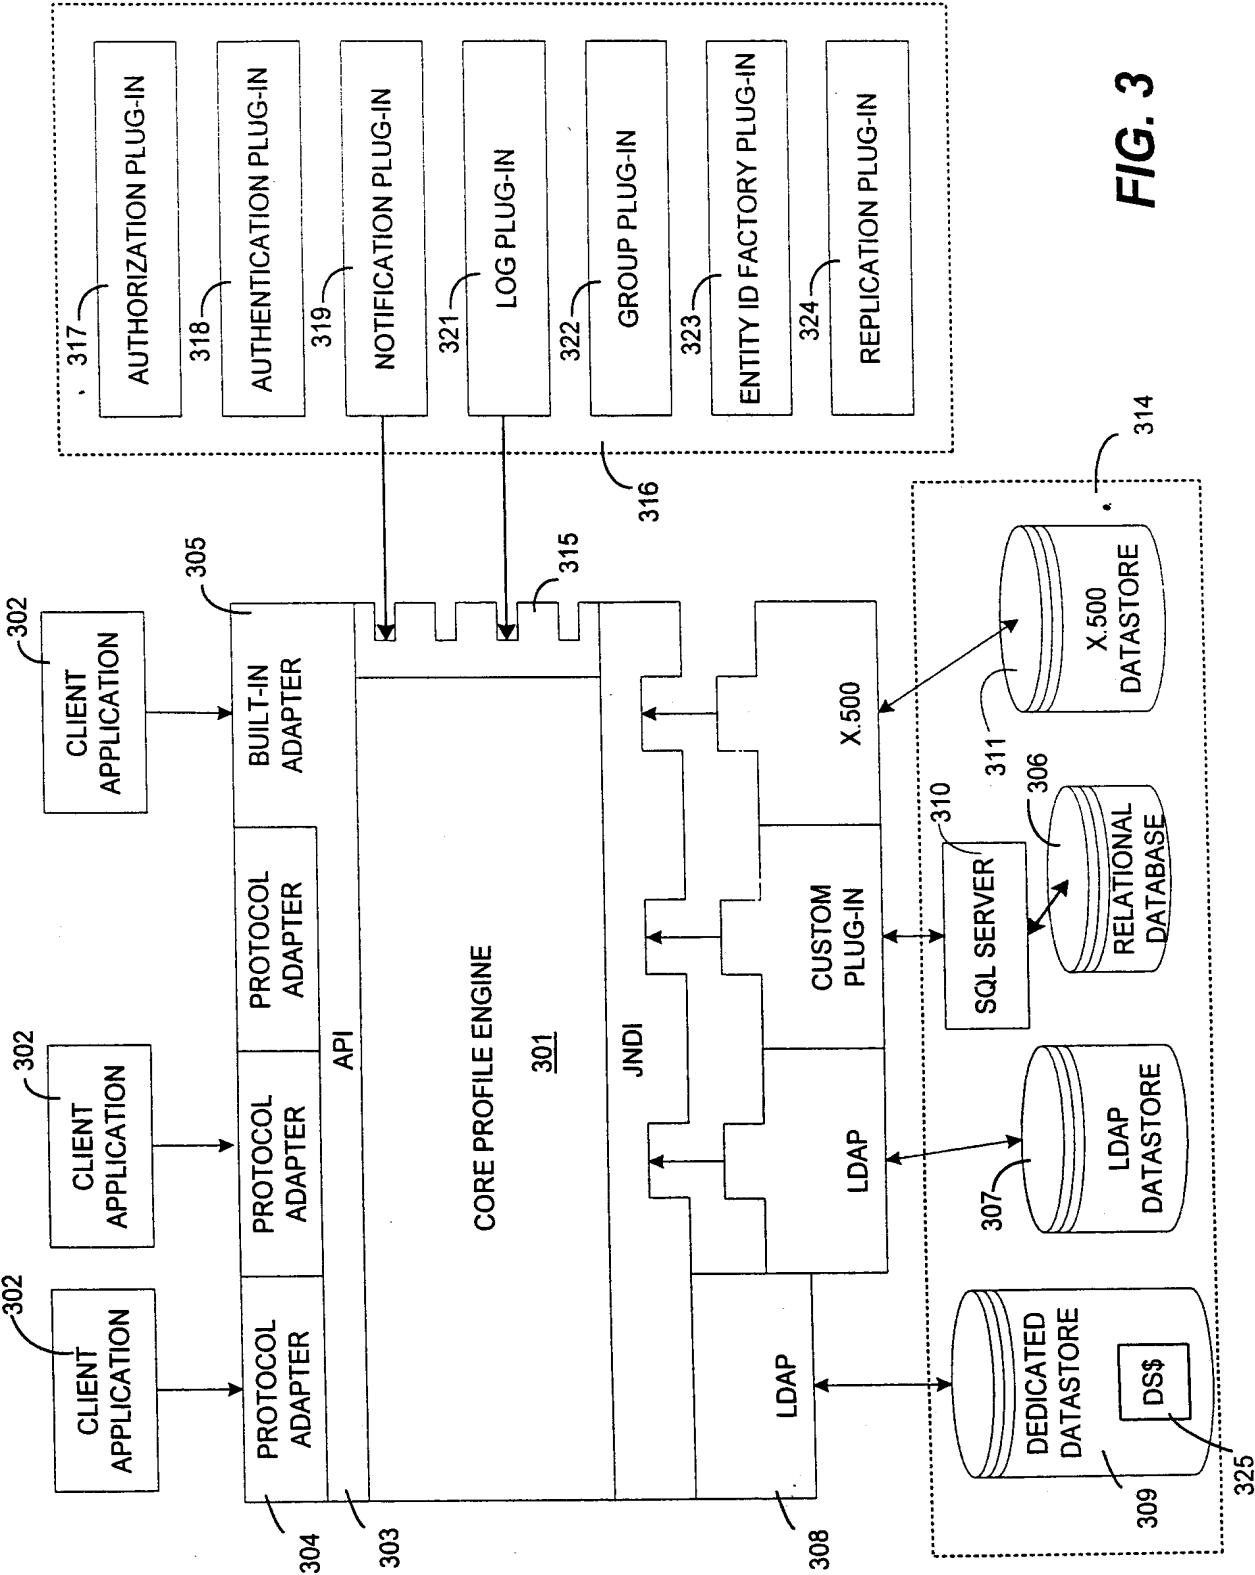 302
CLIENT
APPLICATION
302
CLIENT
APPLICATION
302
CLIENT
APPLICATION
304
PROTOCOL
ADAPTER
PROTOCOL
ADAPTER
PROTOCOL
ADAPTER
BUILT-IN
ADAPTER
305
303
API
CORE PROFILE ENGINE
301
315
JNDI
308
LDAP
LDAP
CUSTOM
PLUG-IN
X.500
317
AUTHORIZATION PLUG-IN
318
AUTHENTICATION PLUG-IN
319
NOTIFICATION PLUG-IN
321
LOG PLUG-IN
322
GROUP PLUG-IN
323
ENTITY ID FACTORY PLUG-IN
324
REPLICATION PLUG-IN
316
309
DEDICATED
DATASTORE
DS$
325
307
LDAP
DATASTORE
310
SQL SERVER
306
RELATIONAL
DATABASE
311
X.500
DATASTORE
314
FIG. 3